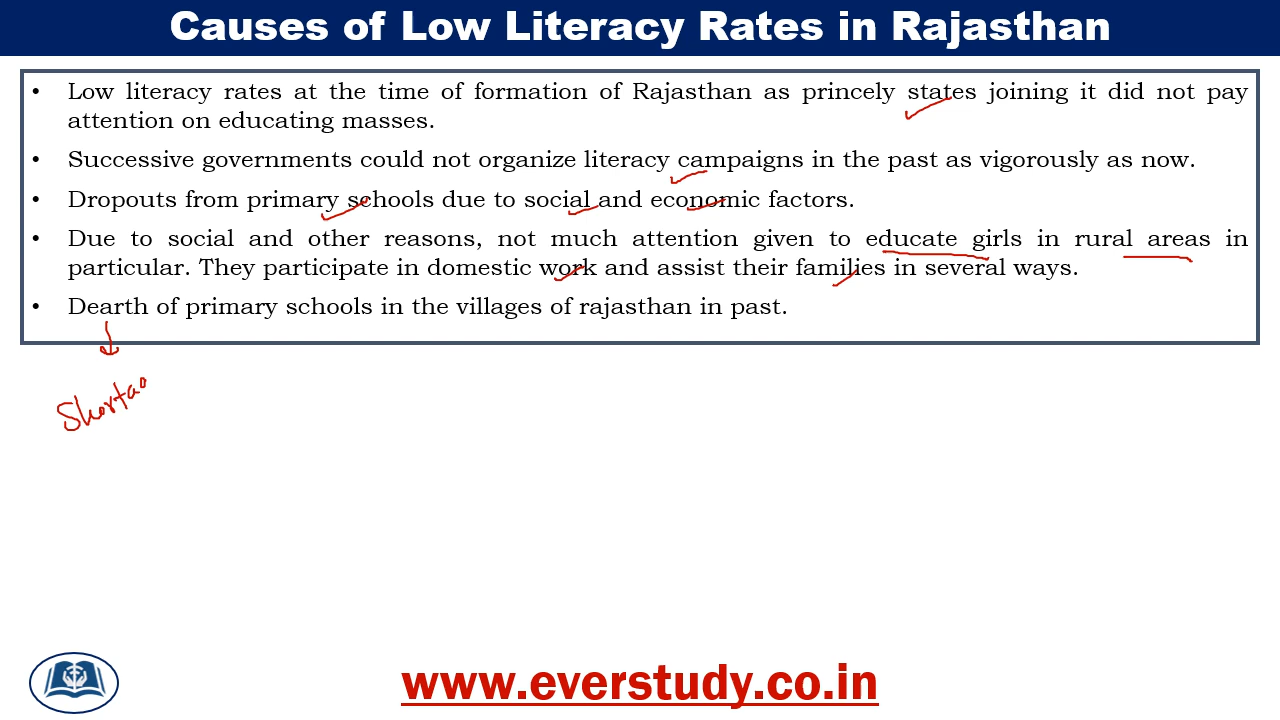 Causes of Low Literacy Rates in Rajasthan
• Low literacy rates at the time of formation of Rajasthan as princely states joining it did not pay
attention on educating masses.
• Successive governments could not organize literacy campaigns in the past as vigorously as now.
• Dropouts from primary schools due to social and economic factors.
• Due to social and other reasons, not much attention given to educate girls in rural areas in
particular. They participate in domestic work and assist their families in several ways.
• Dearth of primary schools in the villages of rajasthan in past.
www.everstudy.co.in